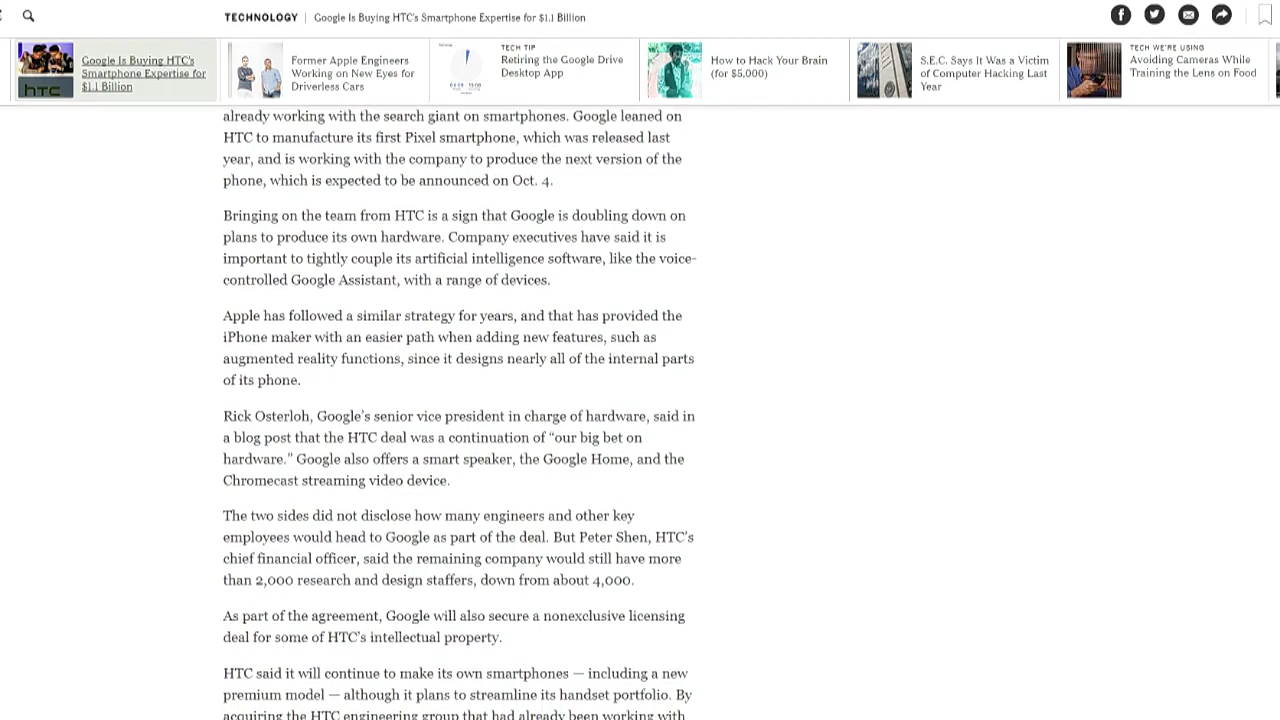 TECHNOLOGY | Google Is Buying HTC's Smartphone Expertise for $1.1 Billion
Google Is Buying HTC's
Smartphone Expertise for
$1.1 Billion
hTC
Former Apple Engineers
Working on New Eyes for
Driverless Cars
TECH TIP
Retiring the Google Drive
Desktop App
How to Hack Your Brain
(for $5,000)
S.E.C. Says It Was a Victim
of Computer Hacking Last
Year
TECH WE'RE USING
Avoiding Cameras While
Training the Lens on Food
already working with the search giant on smartphones. Google leaned on
HTC to manufacture its first Pixel smartphone, which was released last
year, and is working with the company to produce the next version of the
phone, which is expected to be announced on Oct. 4.
Bringing on the team from HTC is a sign that Google is doubling down on
plans to produce its own hardware. Company executives have said it is
important to tightly couple its artificial intelligence software, like the voice-
controlled Google Assistant, with a range of devices.
Apple has followed a similar strategy for years, and that has provided the
iPhone maker with an easier path when adding new features, such as
augmented reality functions, since it designs nearly all of the internal parts
of its phone.
Rick Osterloh, Google's senior vice president in charge of hardware, said in
a blog post that the HTC deal was a continuation of “our big bet on
hardware.” Google also offers a smart speaker, the Google Home, and the
Chromecast streaming video device.
The two sides did not disclose how many engineers and other key
employees would head to Google as part of the deal. But Peter Shen, HTC's
chief financial officer, said the remaining company would still have more
than 2,000 research and design staffers, down from about 4,000.
As part of the agreement, Google will also secure a nonexclusive licensing
deal for some of HTC's intellectual property.
HTC said it will continue to make its own smartphones — including a new
premium model — although it plans to streamline its handset portfolio. By
acquiring the HTC engineering group that had already been working with